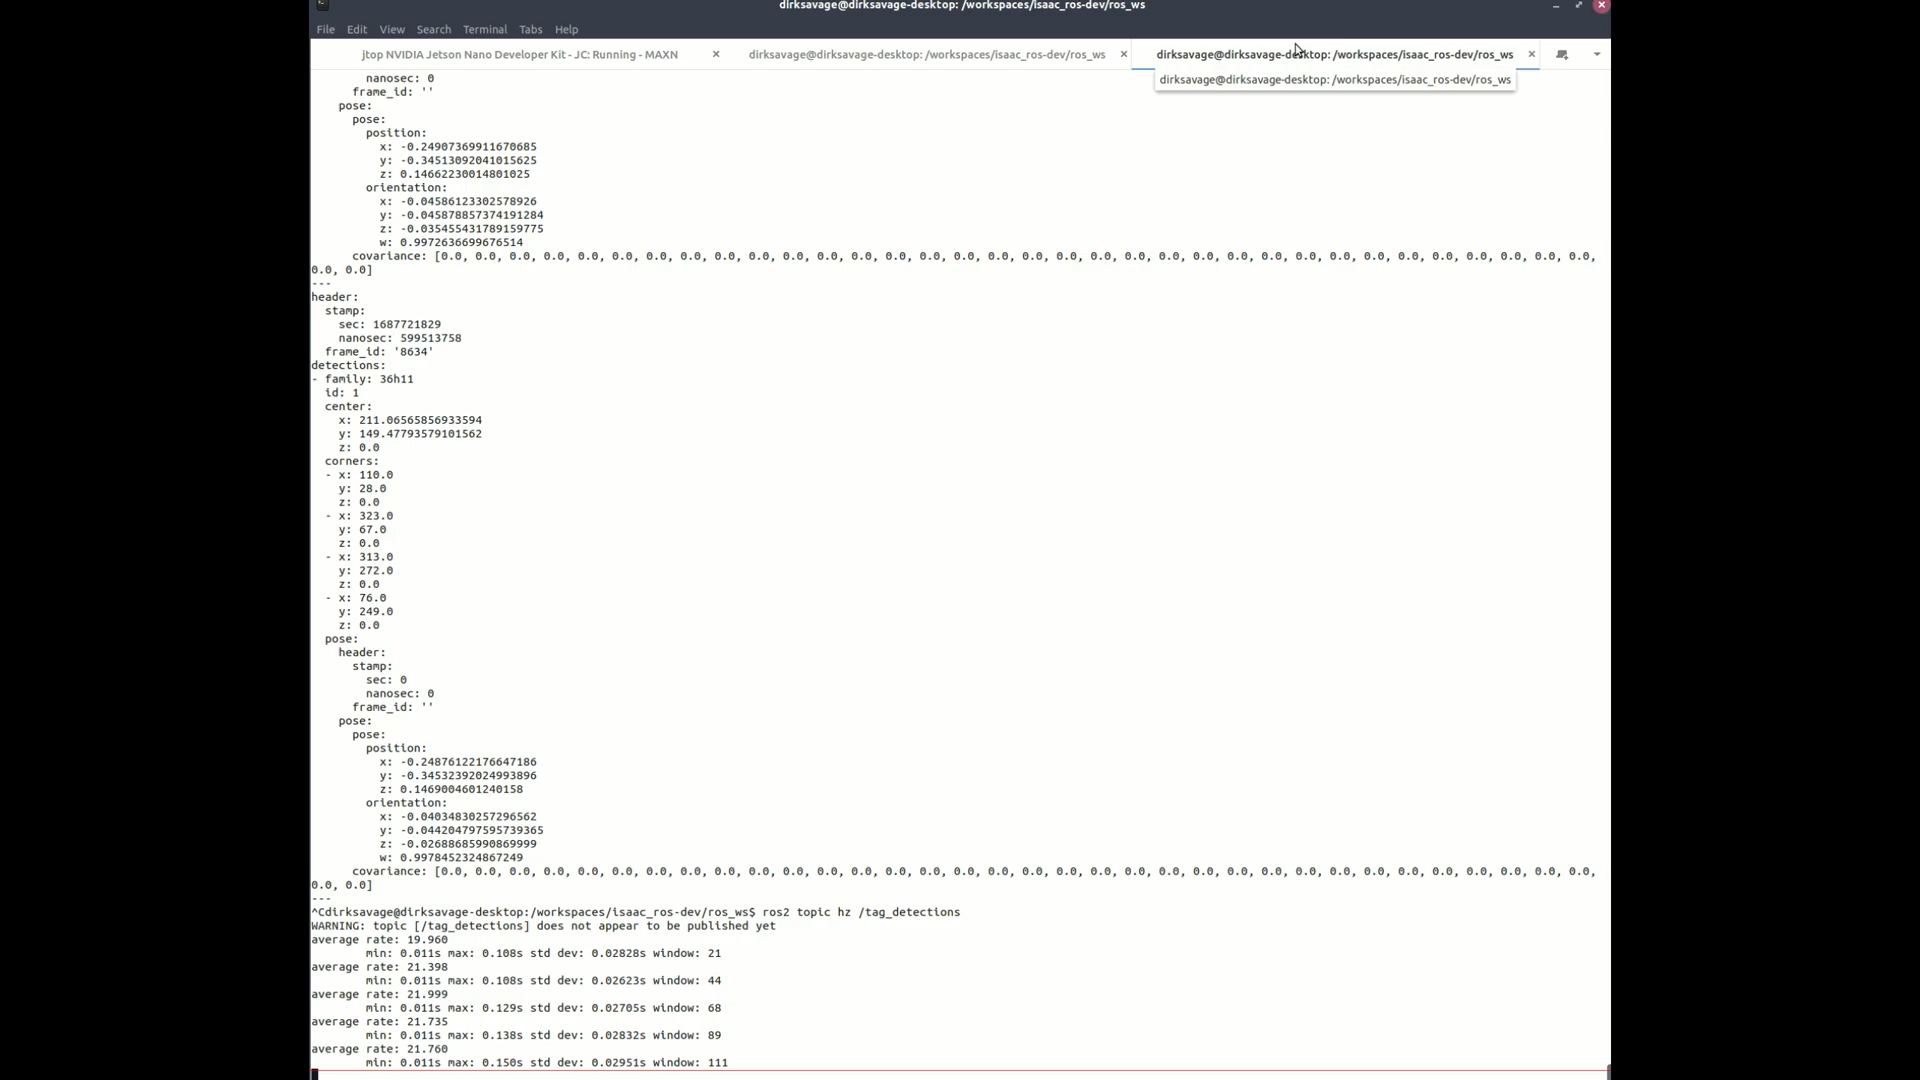 dirksavage@dirksavage-desktop: /workspaces/isaac_ros-dev/ros_ws
File Edit View Search Terminal Tabs Help
jtop NVIDIA Jetson Nano Developer Kit - JC: Running - MAXN
dirksavage@dirksavage-desktop: /workspaces/isaac_ros-dev/ros_ws
dirksavage@dirksavage-desktop: /workspaces/isaac_ros-dev/ros_ws
dirksavage@dirksavage-desktop: /workspaces/isaac_ros-dev/ros_ws
nanosec: 0
frame_id: ''
pose:
pose:
position:
x: -0.24907369911670685
y: -0.34513092041015625
z: 0.14662230014801025
orientation:
x: -0.04586123302578926
y: -0.045878857374191284
z: -0.035455431789159775
w: 0.9972636699676514
covariance: [0.0, 0.0, 0.0, 0.0, 0.0, 0.0, 0.0, 0.0, 0.0, 0.0, 0.0, 0.0, 0.0, 0.0, 0.0, 0.0, 0.0, 0.0, 0.0, 0.0, 0.0, 0.0, 0.0, 0.0, 0.0, 0.0, 0.0, 0.0, 0.0, 0.0, 0.0, 0.0, 0.0, 0.0,
0.0, 0.0]
---
header:
stamp:
sec: 1687721829
nanosec: 599513758
frame_id: '8634'
detections:
- family: 36h11
id: 1
center:
x: 211.06565856933594
y: 149.47793579101562
z: 0.0
corners:
- x: 110.0
y: 28.0
z: 0.0
- x: 323.0
y: 67.0
z: 0.0
- x: 313.0
y: 272.0
z: 0.0
- x: 76.0
y: 249.0
z: 0.0
pose:
header:
stamp:
sec: 0
nanosec: 0
frame_id: ''
pose:
pose:
position:
x: -0.24876122176647186
y: -0.34532392024993896
z: 0.1469004601240158
orientation:
x: -0.04034830257296562
y: -0.044204797595739365
z: -0.02688685990869999
w: 0.9978452324867249
covariance: [0.0, 0.0, 0.0, 0.0, 0.0, 0.0, 0.0, 0.0, 0.0, 0.0, 0.0, 0.0, 0.0, 0.0, 0.0, 0.0, 0.0, 0.0, 0.0, 0.0, 0.0, 0.0, 0.0, 0.0, 0.0, 0.0, 0.0, 0.0, 0.0, 0.0, 0.0, 0.0, 0.0, 0.0,
0.0, 0.0]
---
^Cdirksavage@dirksavage-desktop:/workspaces/isaac_ros-dev/ros_ws$ ros2 topic hz /tag_detections
WARNING: topic [/tag_detections] does not appear to be published yet
average rate: 19.960
min: 0.011s max: 0.108s std dev: 0.02828s window: 21
average rate: 21.398
min: 0.011s max: 0.108s std dev: 0.02623s window: 44
average rate: 21.999
min: 0.011s max: 0.129s std dev: 0.02705s window: 68
average rate: 21.735
min: 0.011s max: 0.138s std dev: 0.02832s window: 89
average rate: 21.760
min: 0.011s max: 0.150s std dev: 0.02951s window: 111